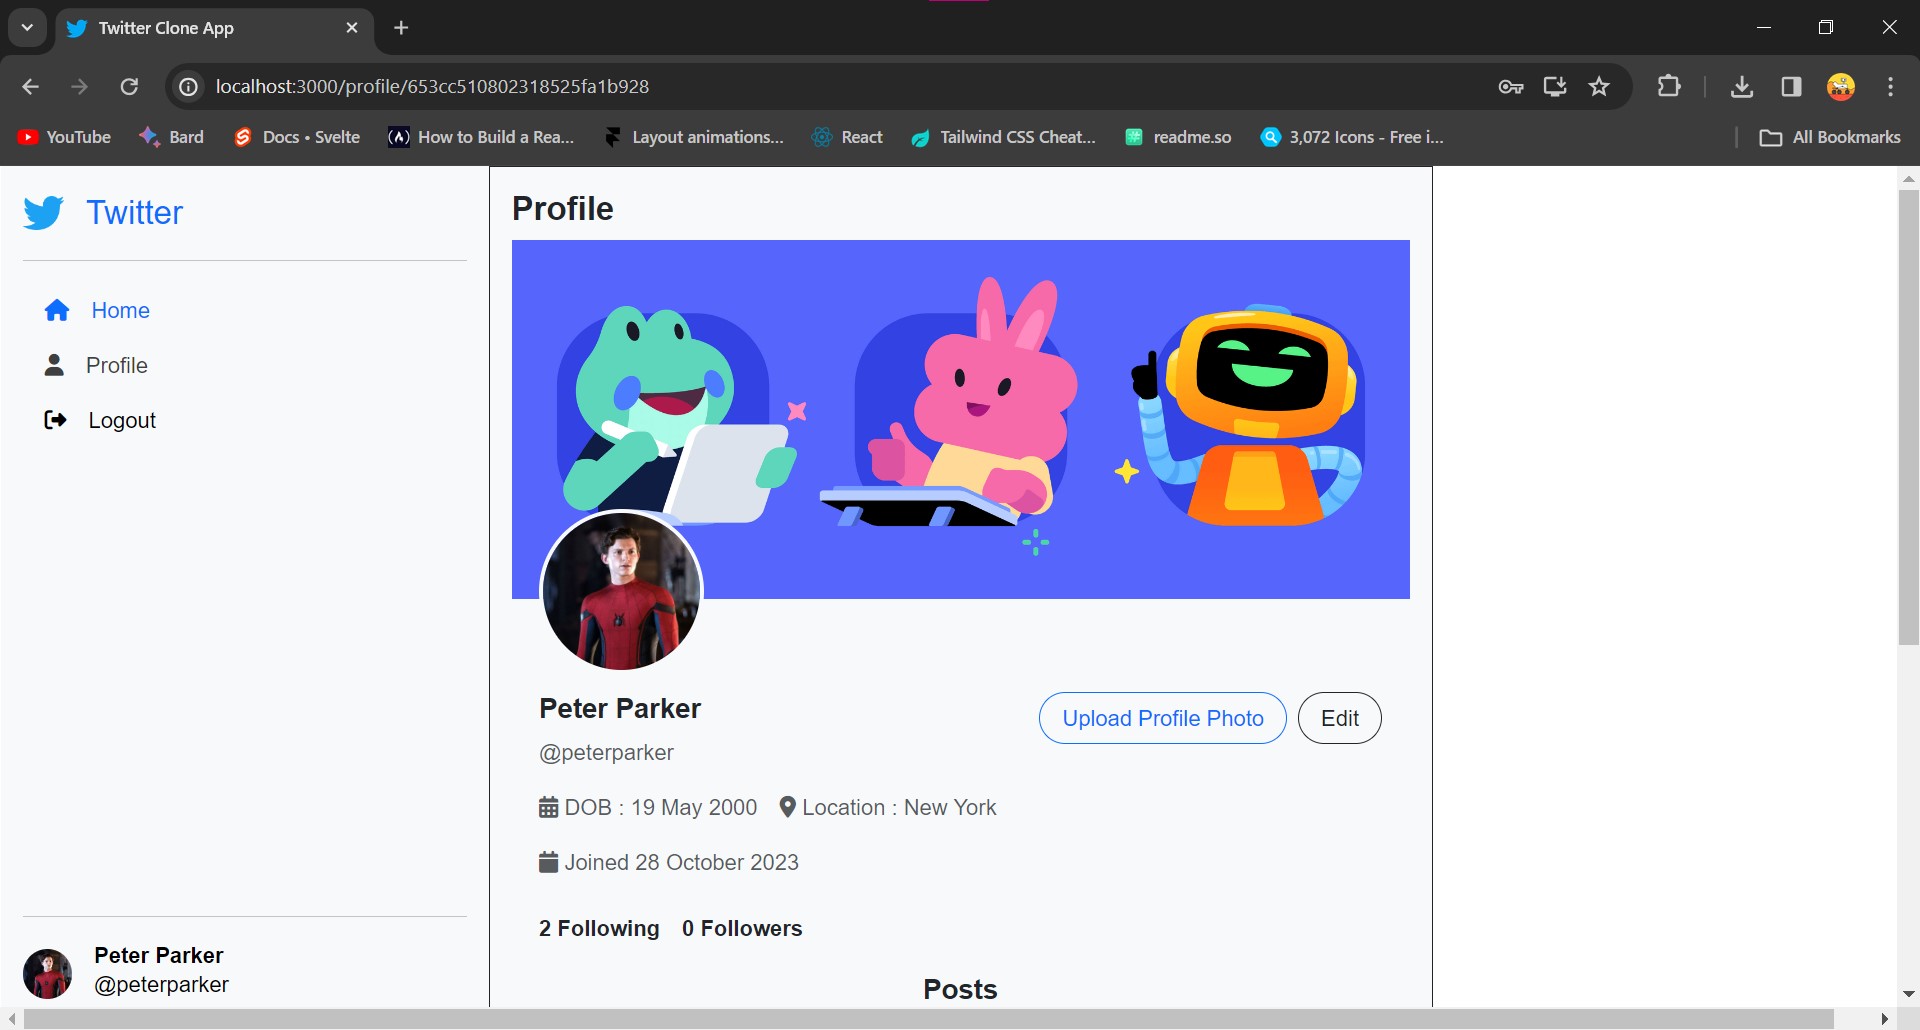 Twitter Clone App
localhost:3000/profile/653cc510802318525fa1b928
YouTube
Bard
Docs • Svelte
How to Build a Rea...
Layout animations...
React
Tailwind CSS Cheat...
readme.so
3,072 Icons - Free i...
All Bookmarks
Twitter
Home
Profile
Logout
Peter Parker
@peterparker
Profile
Peter Parker
@peterparker
Upload Profile Photo
Edit
DOB : 19 May 2000 Location : New York
Joined 28 October 2023
2 Following 0 Followers
Posts